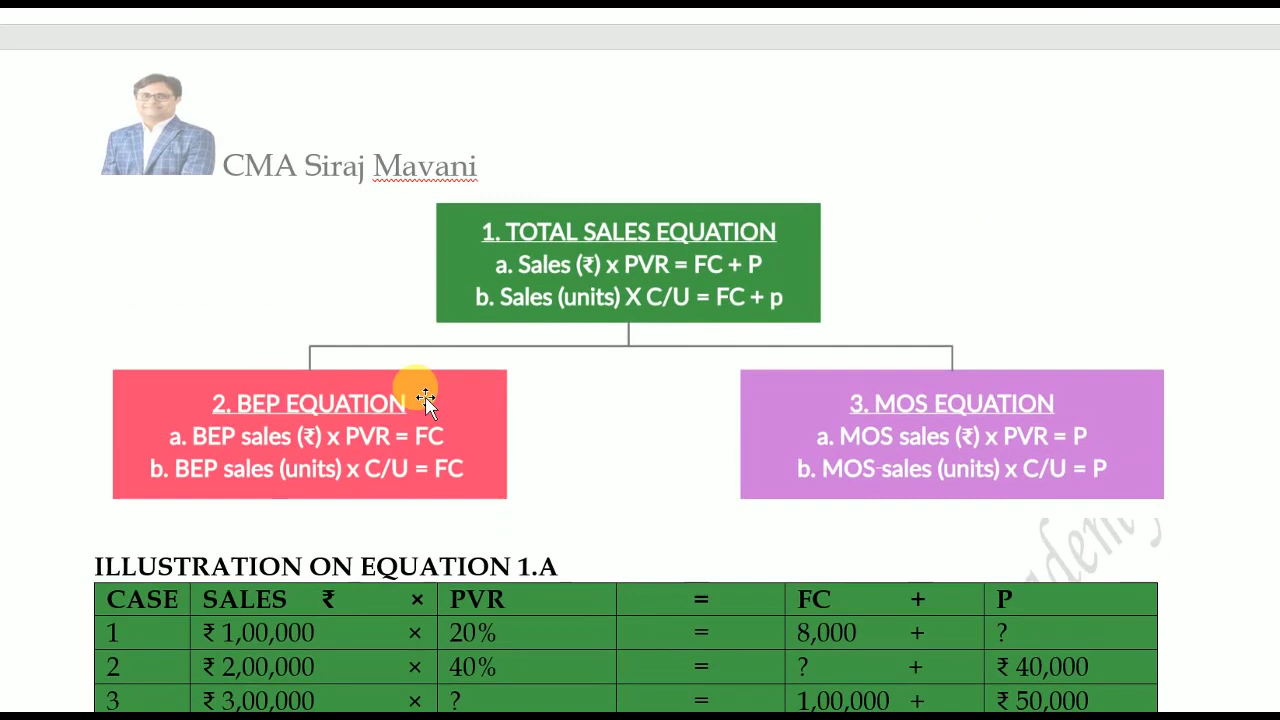 CMA Siraj Mavani
1. TOTAL SALES EQUATION
a. Sales (₹) x PVR = FC + P
b. Sales (units) X C/U = FC + p
2. BEP EQUATION
a. BEP sales (₹) x PVR = FC
b. BEP sales (units) x C/U = FC
3. MOS EQUATION
a. MOS sales (₹) x PVR = P
b. MOS sales (units) x C/U = P
ILLUSTRATION ON EQUATION 1.A
CASE SALES ₹ × PVR = FC + P
1 ₹ 1,00,000 × 20% = 8,000 + ?
2 ₹ 2,00,000 × 40% = ? + ₹ 40,000
3 ₹ 3,00,000 × ? = 1,00,000 + ₹ 50,000